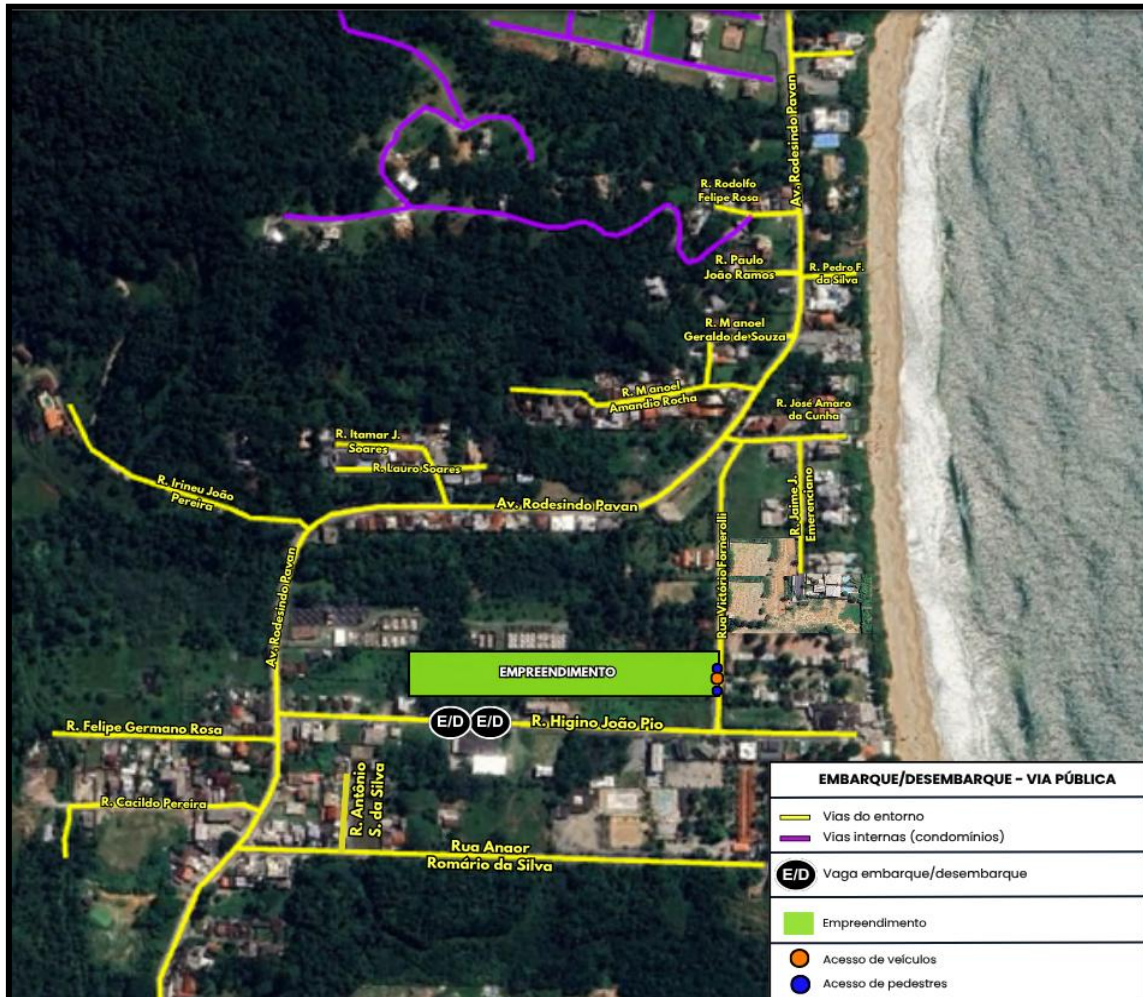 Av. Rodesindo Pavan
R. Rodolfo
Felipe Rosa
R. Paulo
João Ramos
R. Pedro F.
da Silva
R. Manoel
Geraldo de Souza
R. Manoel
Amandio Rocha
R. José Amaro
da Cunha
R. Itamar J.
Soares
R. Lauro Soares
R. Irineu João
Pereira
Av. Rodesindo Pavan
R. Jaime J.
Emerenciano
Rua Victório Fornerolli
Av. Rodesindo Pavan
EMPREENDIMENTO
E/D
E/D
R. Higino João Pio
R. Felipe Germano Rosa
R. Cacildo Pereira
R. Antônio
S. da Silva
Rua Anaor
Romário da Silva
EMBARQUE/DESEMBARQUE - VIA PÚBLICA
Vias do entorno
Vias internas (condomínios)
E/D
Vaga embarque/desembarque
Empreendimento
Acesso de veículos
Acesso de pedestres